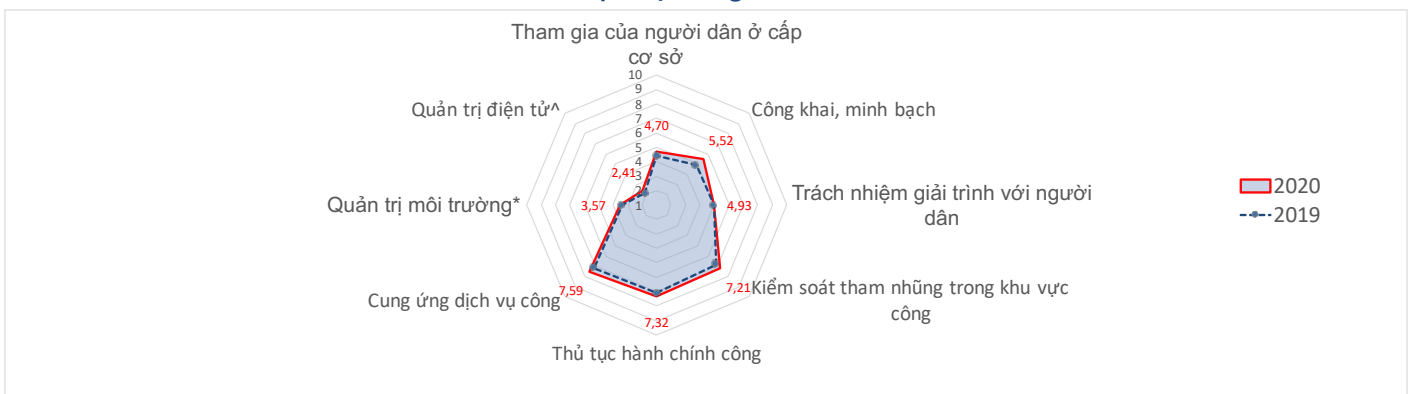 Tham gia của người dân ở cấp
cơ sở
10
9
8
7
6
5
4
3
2
1
Quản trị điện tử^
Công khai, minh bạch
4,70
5,52
2,41
Quản trị môi trường*
3,57
4,93
Trách nhiệm giải trình với người
dân
2020
2019
Cung ứng dịch vụ công
7,59
7,21
Kiểm soát tham nhũng trong khu vực
công
7,32
Thủ tục hành chính công